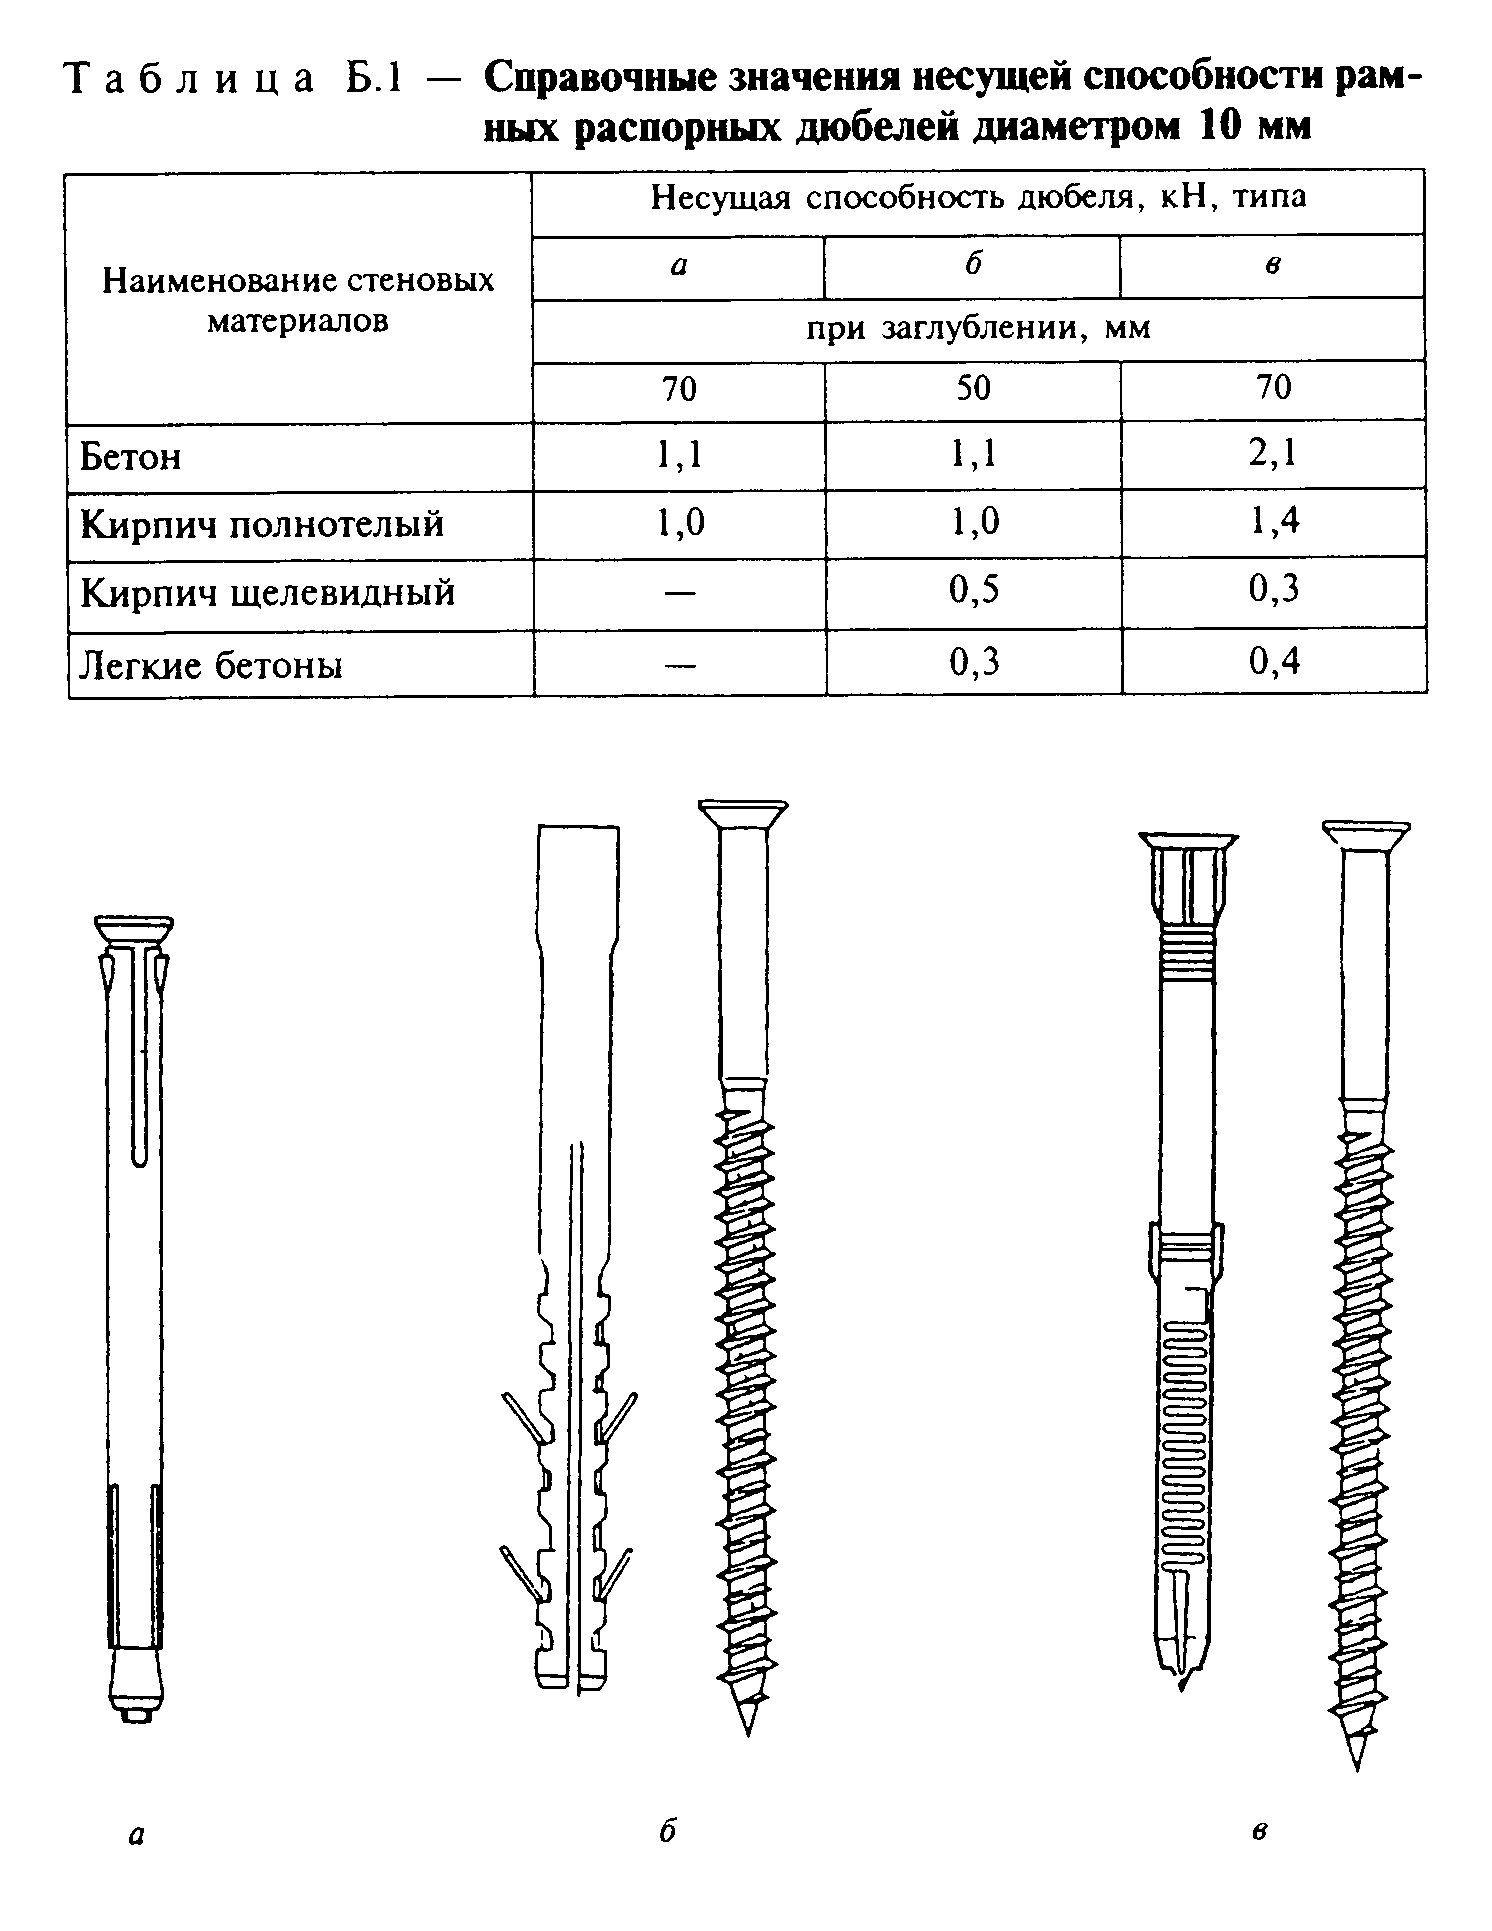 Таблица Б.1 — Справочные значения несущей способности рам-
ных распорных дюбелей диаметром 10 мм
Наименование стеновых
материалов
Несущая способность дюбеля, кН, типа
а б в
при заглублении, мм
70 50 70
Бетон 1,1 1,1 2,1
Кирпич полнотелый 1,0 1,0 1,4
Кирпич щелевидный — 0,5 0,3
Легкие бетоны — 0,3 0,4
а б в